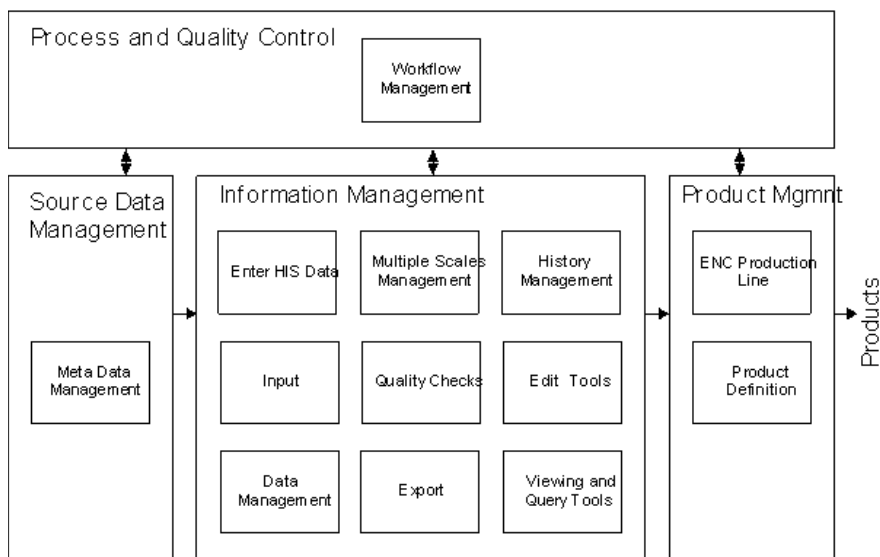 Process and Quality Control
Workflow
Management
Source Data
Management
Meta Data
Management
Information Management
Enter HIS Data
Multiple Scales
Management
History
Management
Input
Quality Checks
Edit Tools
Data
Management
Export
Viewing and
Query Tools
Product Mgmnt
ENC Production
Line
Product
Definition
Products